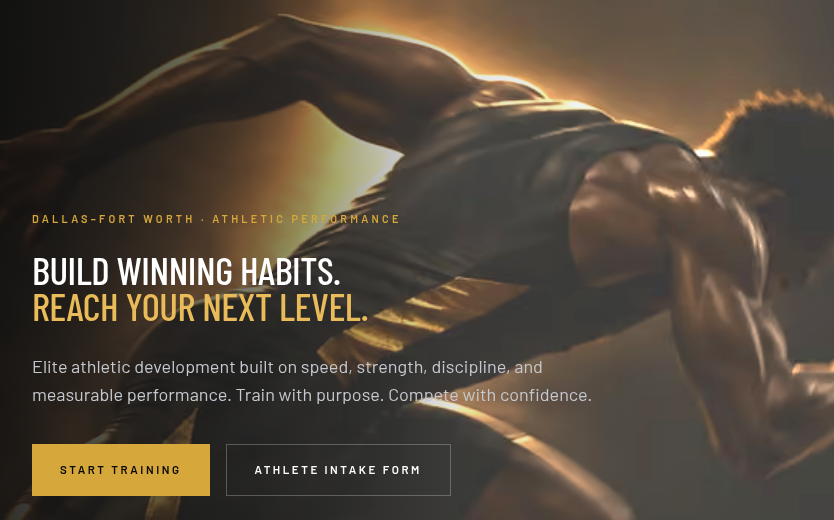 DALLAS–FORT WORTH · ATHLETIC PERFORMANCE
BUILD WINNING HABITS.
REACH YOUR NEXT LEVEL.
Elite athletic development built on speed, strength, discipline, and
measurable performance. Train with purpose. Compete with confidence.
START TRAINING
ATHLETE INTAKE FORM